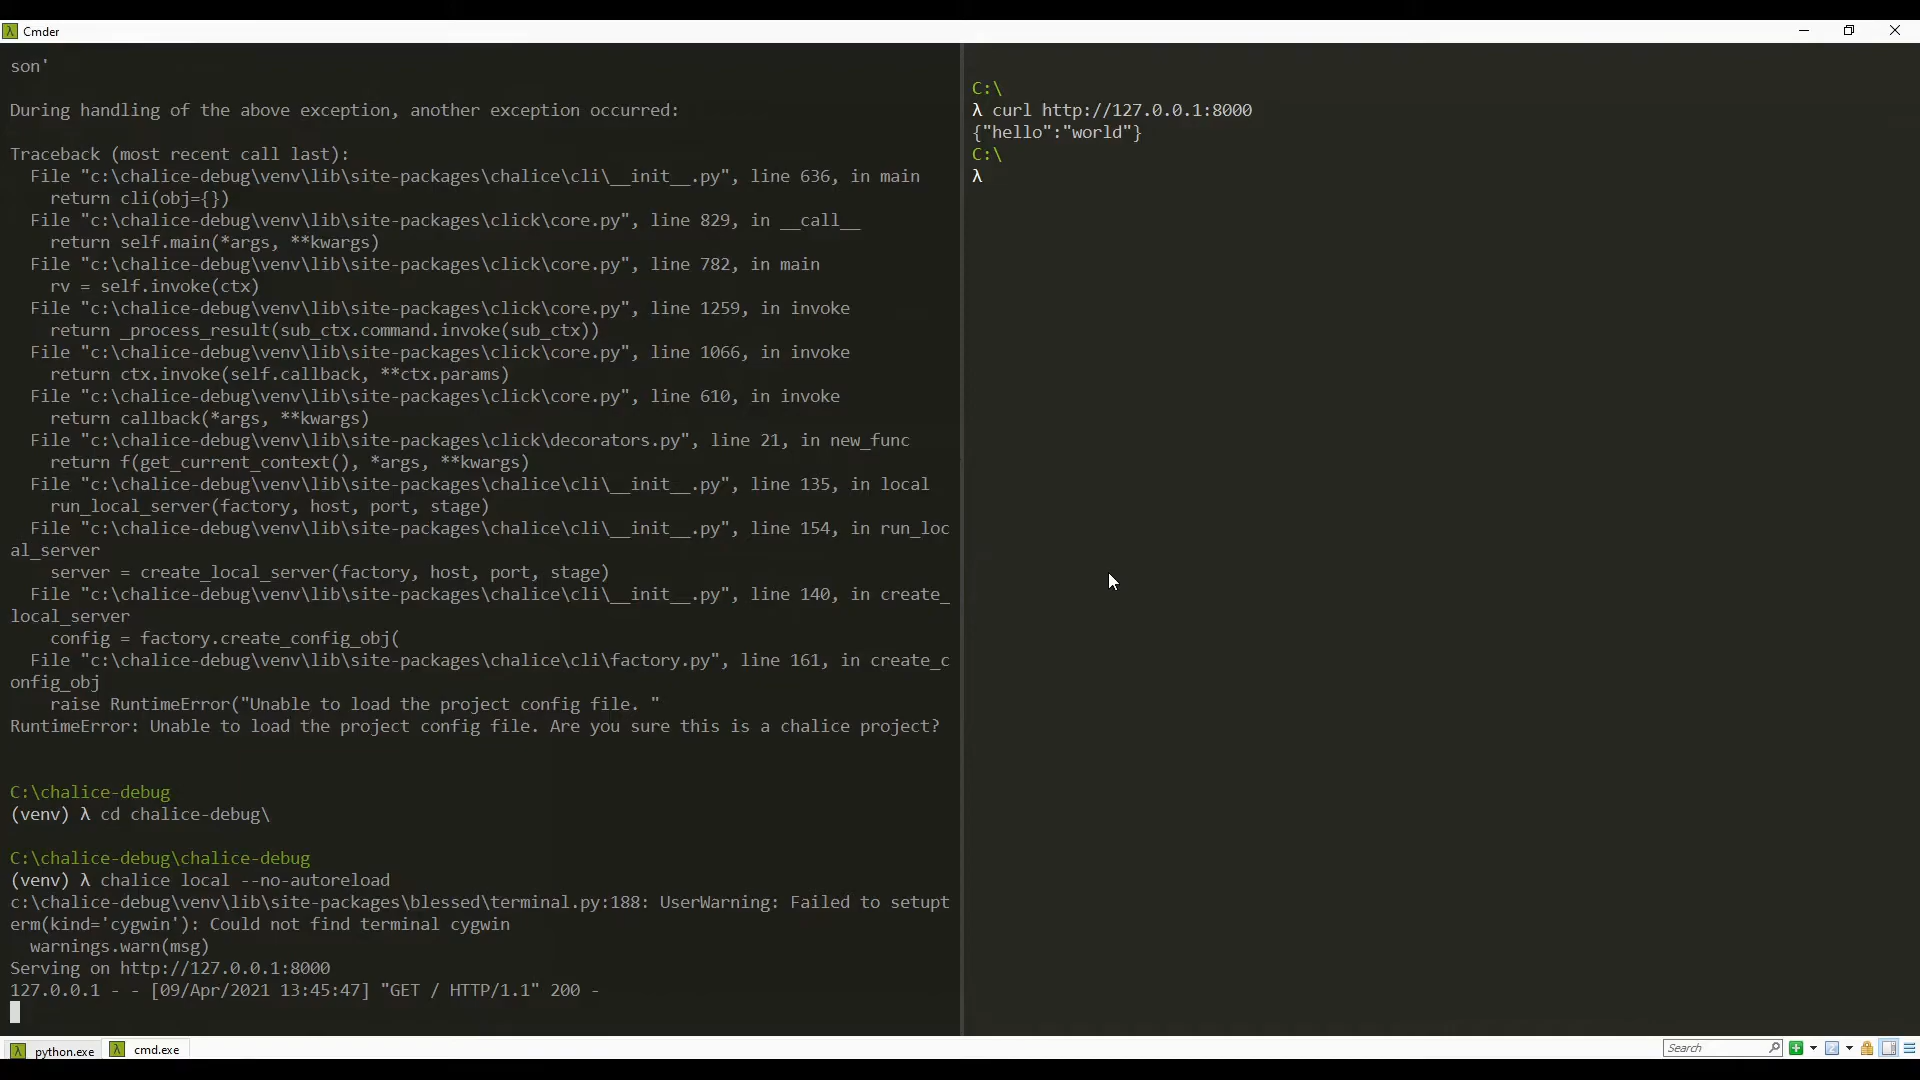 Cmder
son'
During handling of the above exception, another exception occurred:
Traceback (most recent call last):
File "c:\chalice-debug\venv\lib\site-packages\chalice\cli\__init__.py", line 636, in main
return cli(obj={})
File "c:\chalice-debug\venv\lib\site-packages\click\core.py", line 829, in __call__
return self.main(*args, **kwargs)
File "c:\chalice-debug\venv\lib\site-packages\click\core.py", line 782, in main
rv = self.invoke(ctx)
File "c:\chalice-debug\venv\lib\site-packages\click\core.py", line 1259, in invoke
return _process_result(sub_ctx.command.invoke(sub_ctx))
File "c:\chalice-debug\venv\lib\site-packages\click\core.py", line 1066, in invoke
return ctx.invoke(self.callback, **ctx.params)
File "c:\chalice-debug\venv\lib\site-packages\click\core.py", line 610, in invoke
return callback(*args, **kwargs)
File "c:\chalice-debug\venv\lib\site-packages\click\decorators.py", line 21, in new_func
return f(get_current_context(), *args, **kwargs)
File "c:\chalice-debug\venv\lib\site-packages\chalice\cli\__init__.py", line 135, in local
run_local_server(factory, host, port, stage)
File "c:\chalice-debug\venv\lib\site-packages\chalice\cli\__init__.py", line 154, in run_loc
al_server
server = create_local_server(factory, host, port, stage)
File "c:\chalice-debug\venv\lib\site-packages\chalice\cli\__init__.py", line 140, in create_
local_server
config = factory.create_config_obj(
File "c:\chalice-debug\venv\lib\site-packages\chalice\cli\factory.py", line 161, in create_c
onfig_obj
raise RuntimeError("Unable to load the project config file. "
RuntimeError: Unable to load the project config file. Are you sure this is a chalice project?
C:\chalice-debug
(venv) λ cd chalice-debug\
C:\chalice-debug\chalice-debug
(venv) λ chalice local --no-autoreload
c:\chalice-debug\venv\lib\site-packages\blessed\terminal.py:188: UserWarning: Failed to setupt
erm(kind='cygwin'): Could not find terminal cygwin
warnings.warn(msg)
Serving on http://127.0.0.1:8000
127.0.0.1 - - [09/Apr/2021 13:45:47] "GET / HTTP/1.1" 200 -
C:\
λ curl http://127.0.0.1:8000
{"hello":"world"}
C:\
λ
λ python.exe
λ cmd.exe
Search